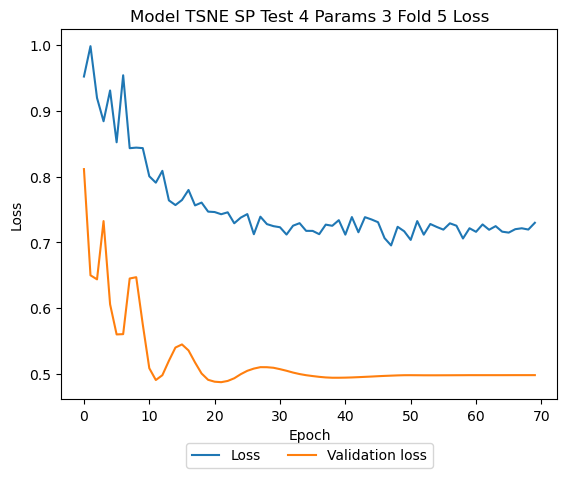 Model TSNE SP Test 4 Params 3 Fold 5 Loss
1.0
0.9
0.8
0.7
0.6
0.5
Loss
0 10 20 30 40 50 60 70
Epoch
Loss Validation loss